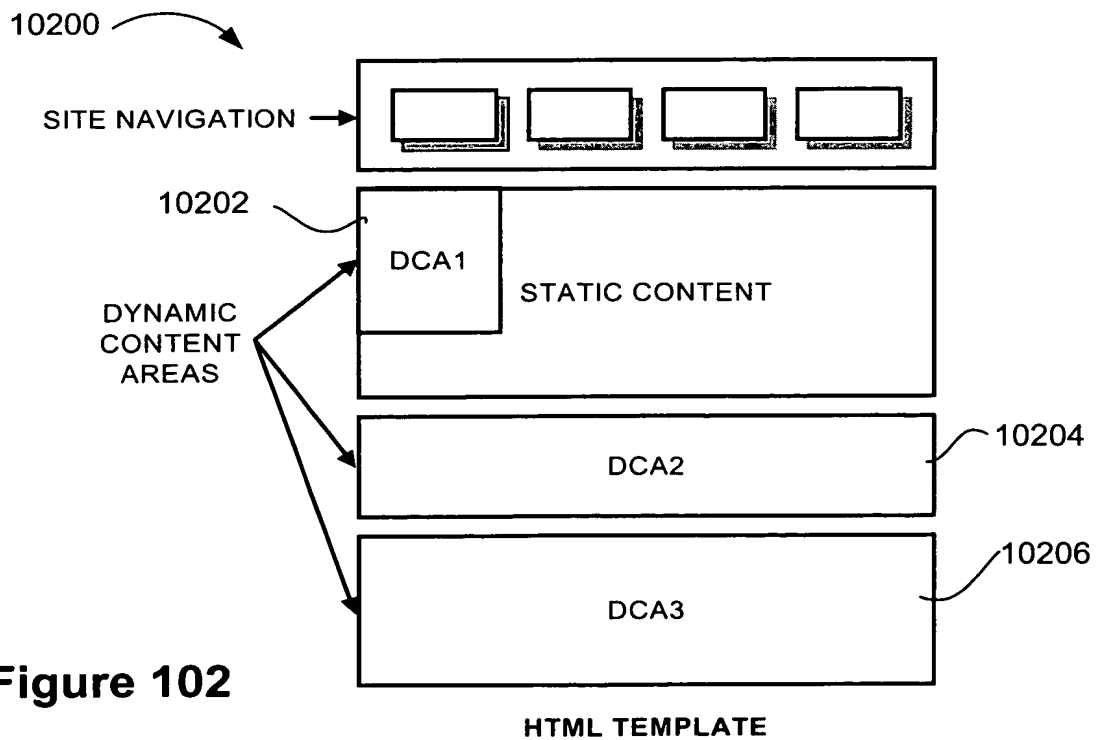 10200
SITE NAVIGATION
10202
DCA1
STATIC CONTENT
DYNAMIC
CONTENT
AREAS
10204
DCA2
10206
DCA3
Figure 102
HTML TEMPLATE